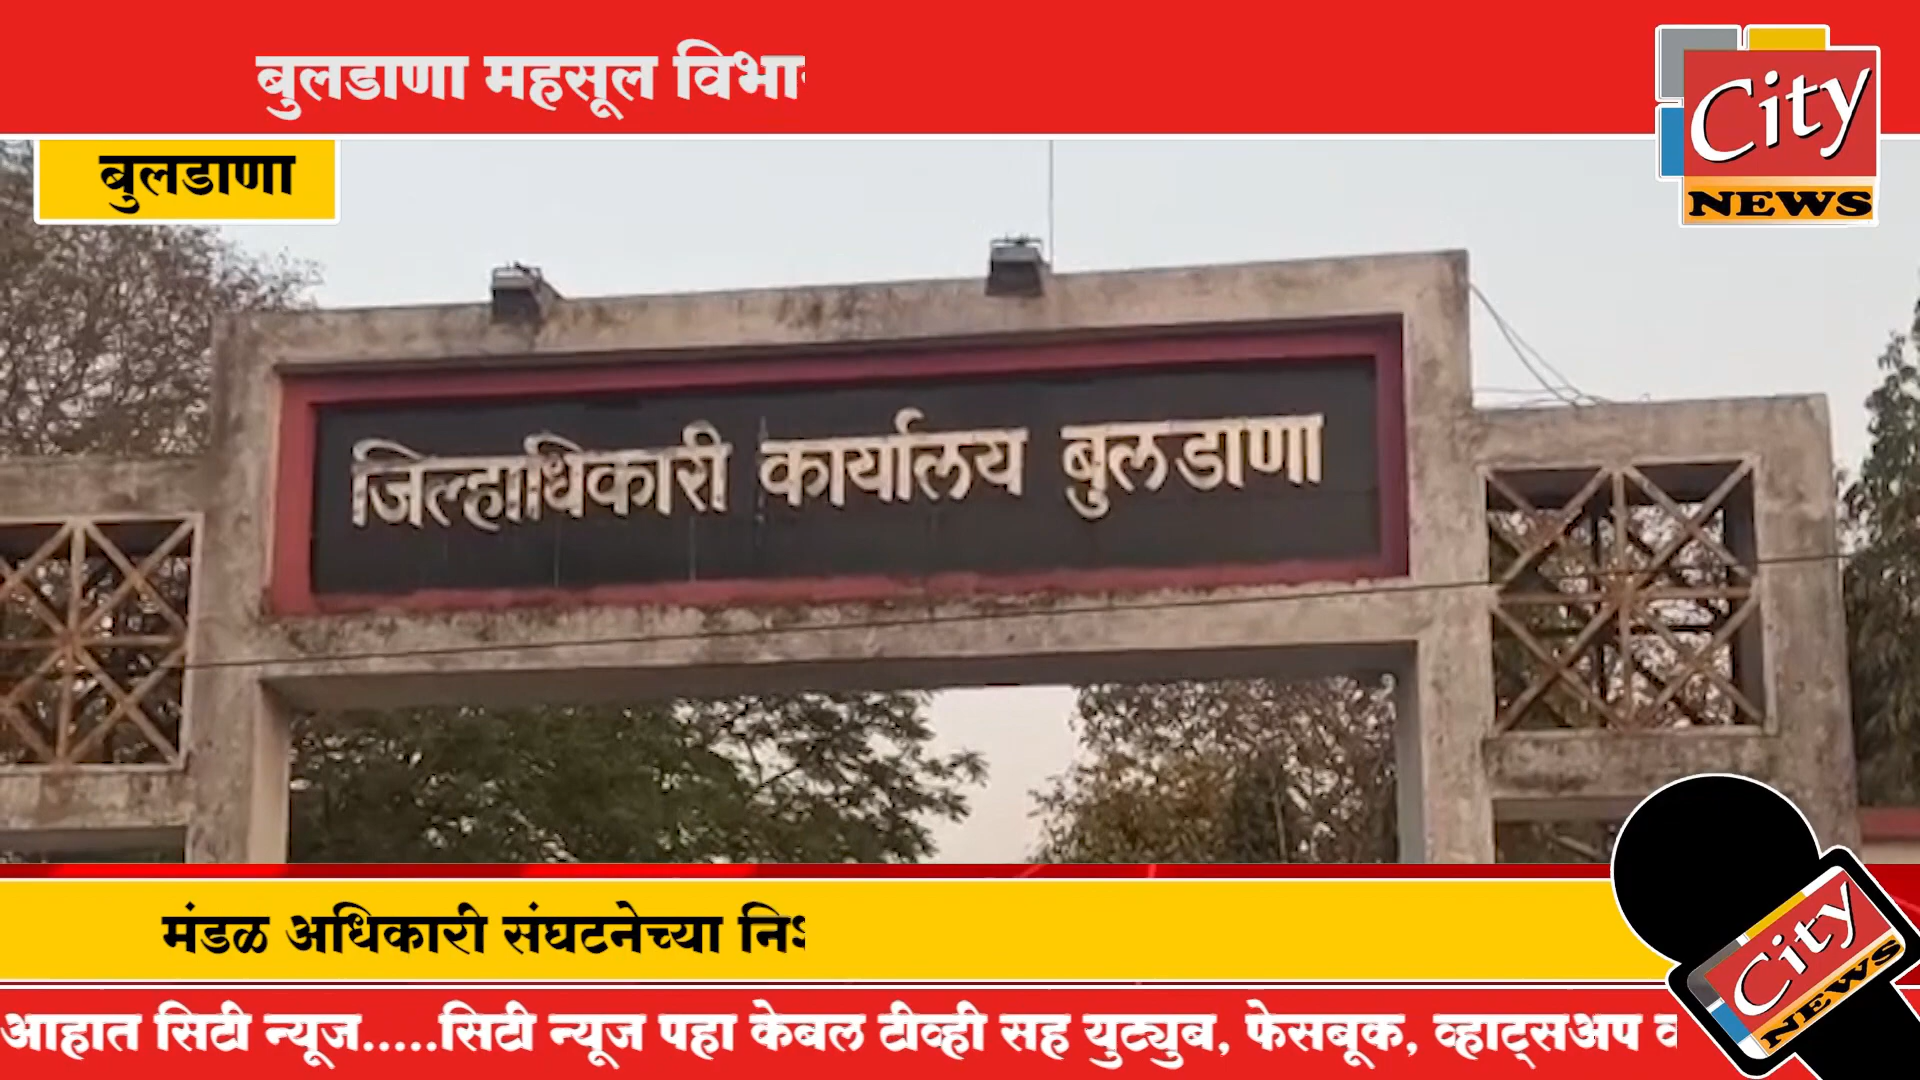 बुलडाणा महसूल
City
NEWS
बुलडाणा
जिल्हाधिकारी कार्यालय बुलडाणा
मंडळ अधिकारी संघटनेच्या
आहात सिटी न्यूज.....सिटी न्यूज पहा केबल टीव्ही सह युट्युब, फेसबूक, व्हाट्सअप
City
NEWS